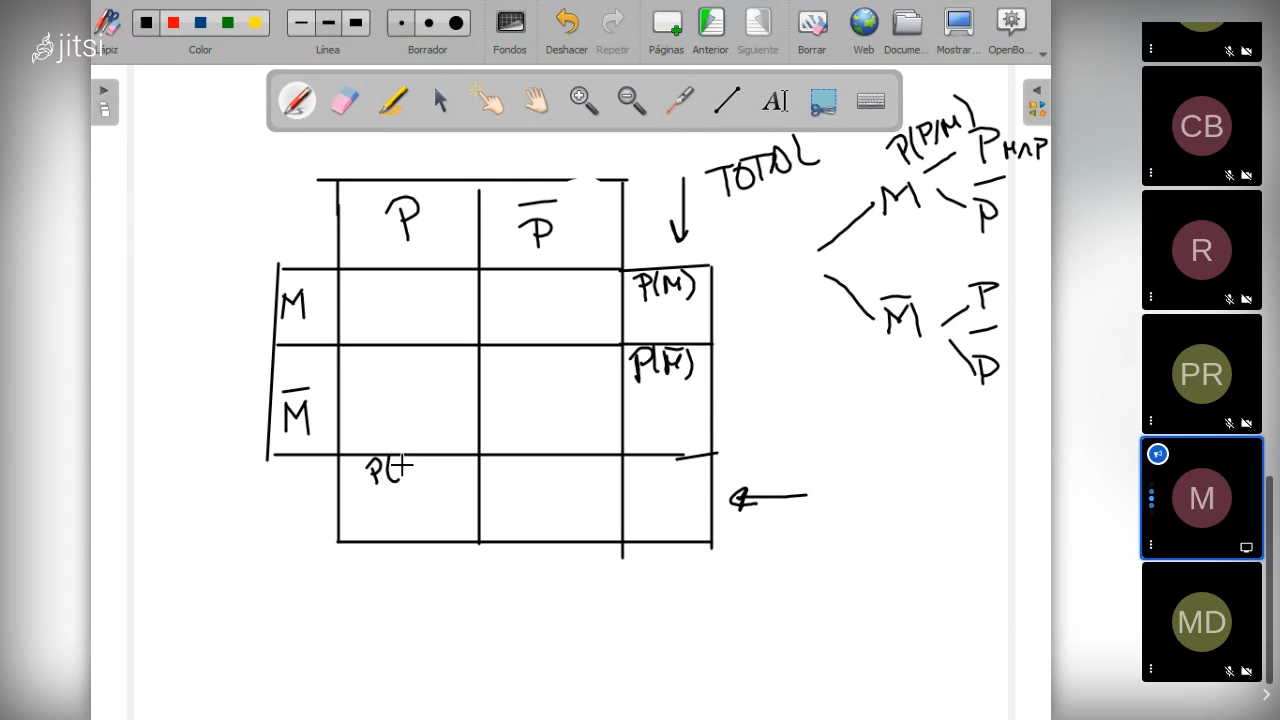 jitsi
Color
Línea
Borrador
Fondos
Deshacer
Repetir
Páginas
Anterior
Siguiente
Borrar
Web
Docume...
Mostrar...
OpenBo...
TOTAL
P
P̅
M
P(M)
M̅
P(M̅)
P(
P(P/M)
M
P
M∩P
P̅
M̅
P
P̅
CB
R
PR
M
MD